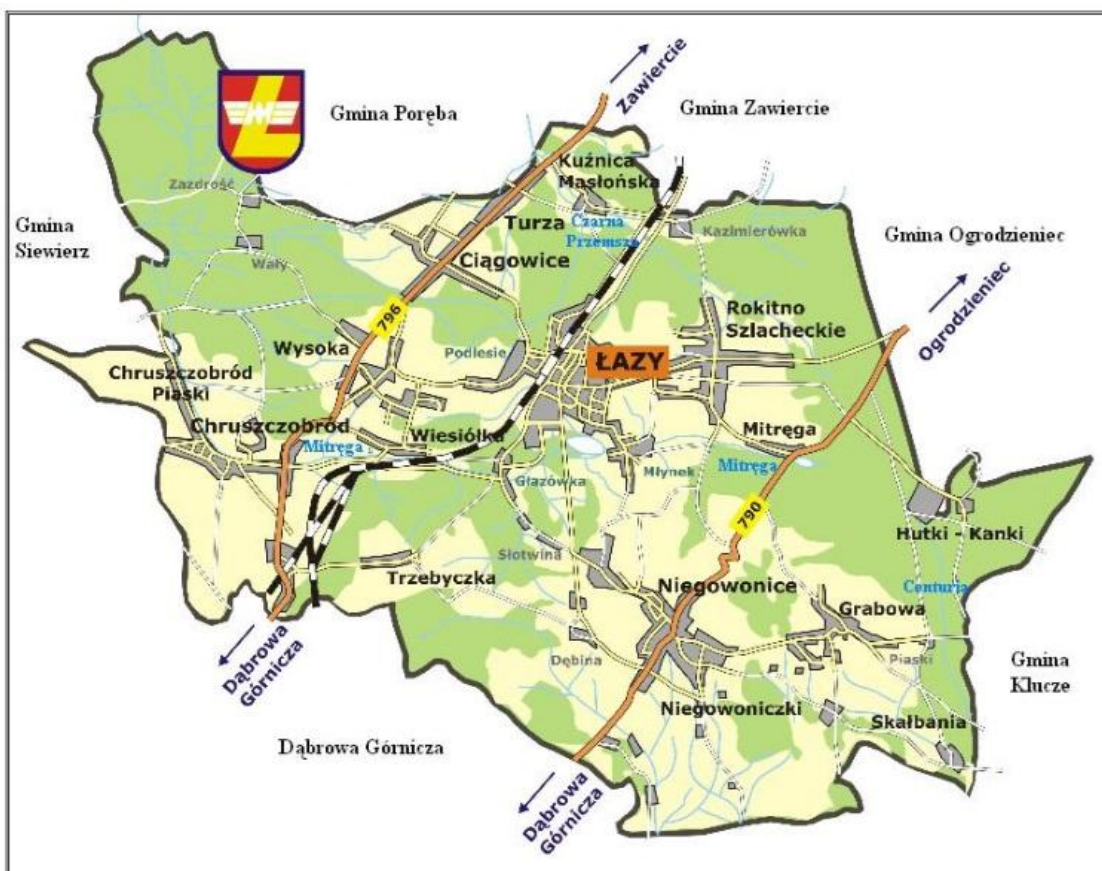 Zawiercie
Gmina Poręba
Gmina Zawiercie
Kuźnica
Masłońska
Zazdrość
Gmina
Siewierz
Turza
Czarna
Przemsza
Kazimierówka
Gmina Ogrodzieniec
Wały
Ciągowice
Ogrodzieniec
796
Rokitno
Szlacheckie
Wysoka
Podlesie
ŁAZY
Chruszczobród
Piaski
Chruszczobród
Mitręga
Wiesiółka
Mitręga
Głazówka
Młynek
Mitręga
790
Hutki - Kanki
Słotwina
Trzebyczka
Niegowonice
Centuria
Grabowa
Dąbrowa
Górnicza
Dębina
Piaski
Gmina
Klucze
Niegowoniczki
Skałbania
Dąbrowa Górnicza
Dąbrowa
Górnicza